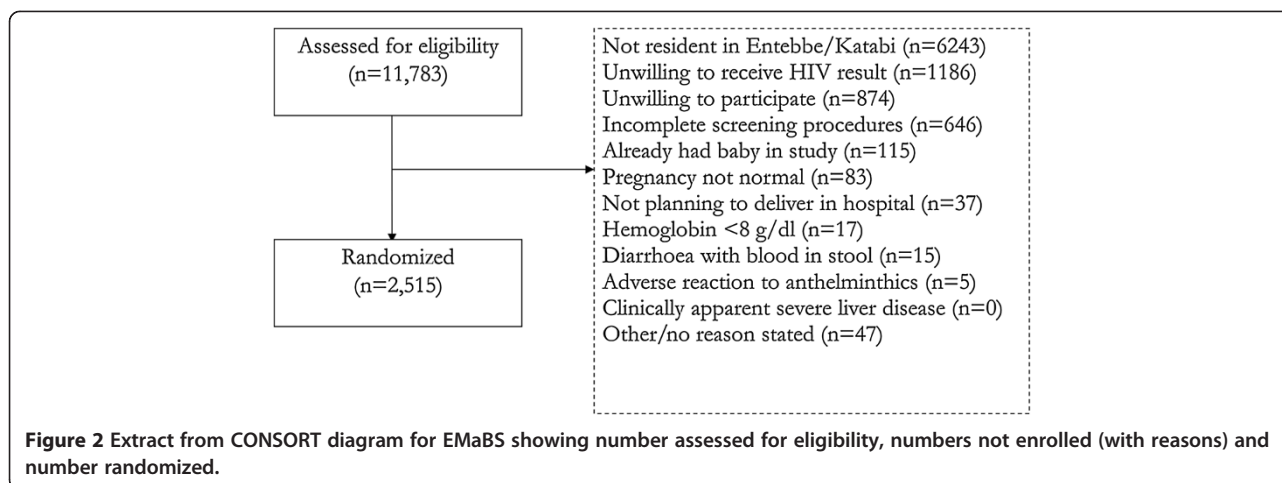 Assessed for eligibility
(n=11,783)
Not resident in Entebbe/Katabi (n=6243)
Unwilling to receive HIV result (n=1186)
Unwilling to participate (n=874)
Incomplete screening procedures (n=646)
Already had baby in study (n=115)
Pregnancy not normal (n=83)
Not planning to deliver in hospital (n=37)
Hemoglobin <8 g/dl (n=17)
Diarrhoea with blood in stool (n=15)
Adverse reaction to anthelminthics (n=5)
Clinically apparent severe liver disease (n=0)
Other/no reason stated (n=47)
Randomized
(n=2,515)
Figure 2 Extract from CONSORT diagram for EMaBS showing number assessed for eligibility, numbers not enrolled (with reasons) and
number randomized.